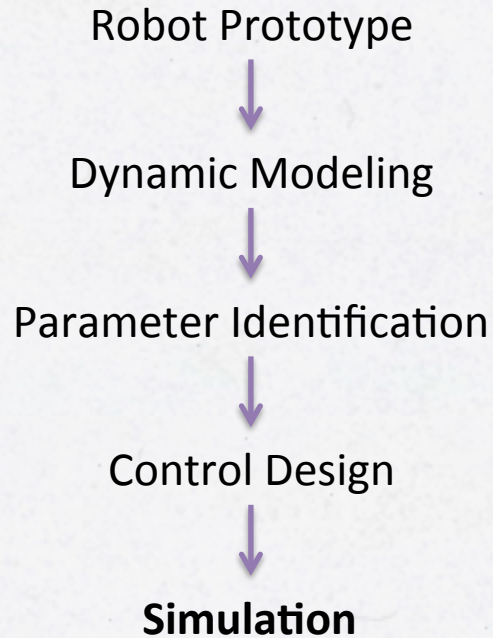 Robot Prototype
Dynamic Modeling
Parameter Identification
Control Design
Simulation